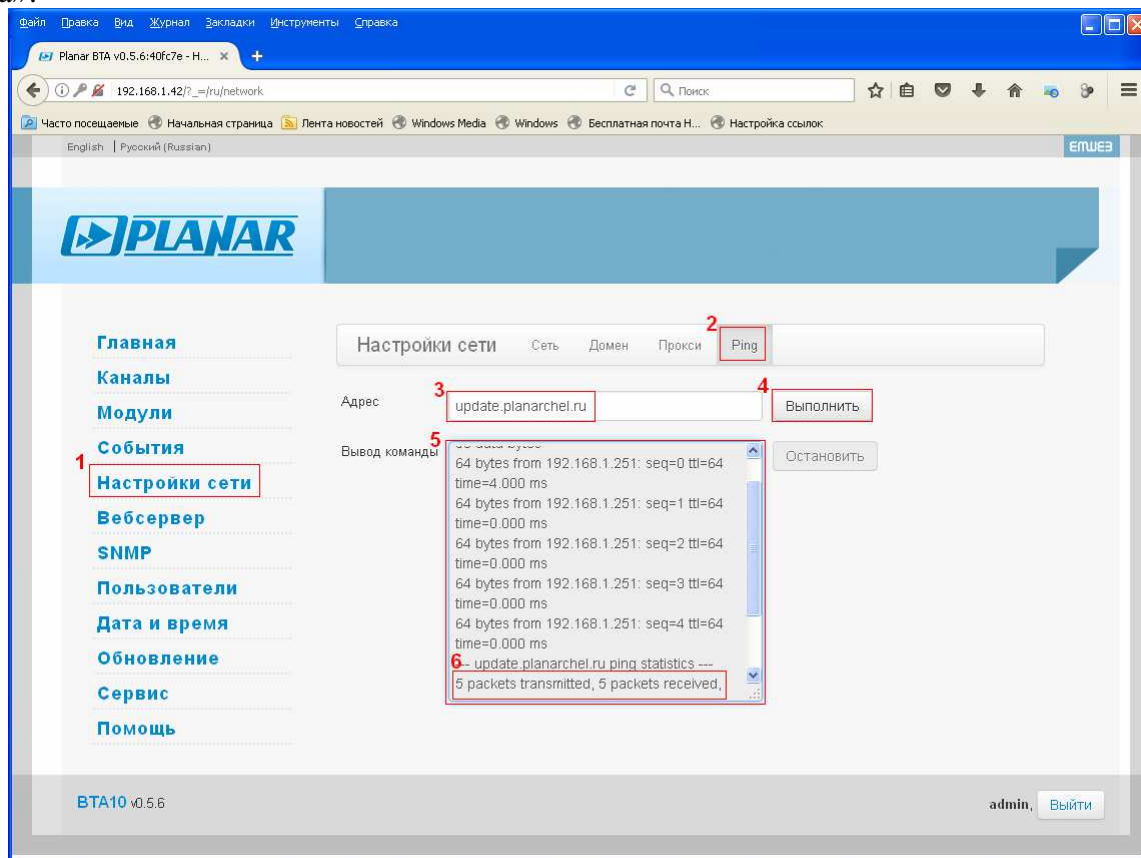 Файл Правка Вид Журнал Закладки Инструменты Справка
Planar BTA v0.5.6:40fc7e - Н... × +
192.168.1.42/?_=/ru/network
Поиск
Часто посещаемые Начальная страница Лента новостей Windows Media Windows Бесплатная почта H... Настройка ссылок
English | Русский (Russian)
EMWEB
PLANAR
Главная
Каналы
Модули
События
1
Настройки сети
Вебсервер
SNMP
Пользователи
Дата и время
Обновление
Сервис
Помощь
2
Настройки сети Сеть Домен Прокси Ping
3
4
Адрес update.planarchel.ru Выполнить
5
Вывод команды
Остановить
64 bytes from 192.168.1.251: seq=0 ttl=64
time=4.000 ms
64 bytes from 192.168.1.251: seq=1 ttl=64
time=0.000 ms
64 bytes from 192.168.1.251: seq=2 ttl=64
time=0.000 ms
64 bytes from 192.168.1.251: seq=3 ttl=64
time=0.000 ms
64 bytes from 192.168.1.251: seq=4 ttl=64
time=0.000 ms
6
--- update.planarchel.ru ping statistics ---
5 packets transmitted, 5 packets received,
BTA10 v0.5.6
admin, Выйти